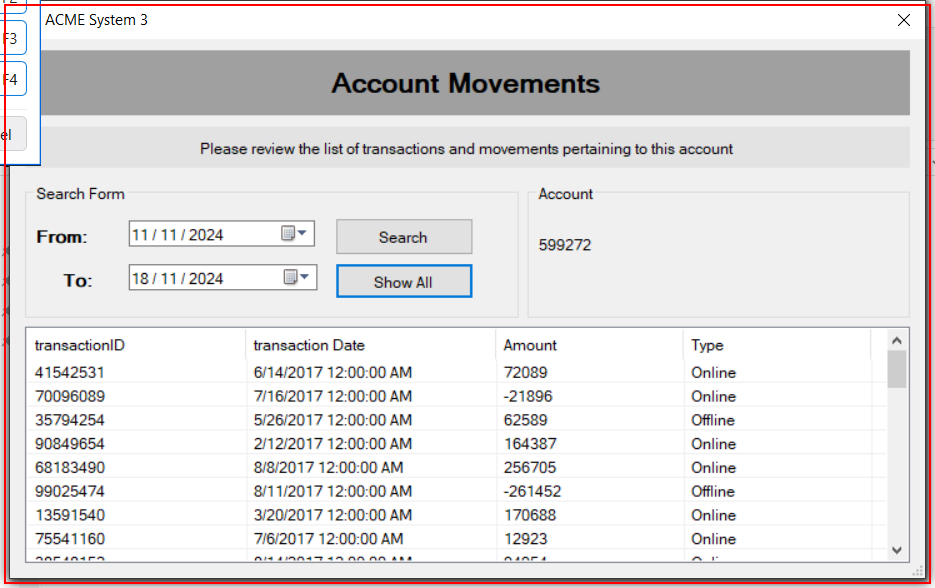 ACME System 3
F3
F4
Account Movements
Please review the list of transactions and movements pertaining to this account
Search Form
Account
From: 11 / 11 / 2024 Search
599272
To: 18 / 11 / 2024 Show All
transactionID transaction Date Amount Type
41542531 6/14/2017 12:00:00 AM 72089 Online
70096089 7/16/2017 12:00:00 AM -21896 Online
35794254 5/26/2017 12:00:00 AM 62589 Offline
90849654 2/12/2017 12:00:00 AM 164387 Online
68183490 8/8/2017 12:00:00 AM 256705 Online
99025474 8/11/2017 12:00:00 AM -261452 Offline
13591540 3/20/2017 12:00:00 AM 170688 Online
75541160 7/6/2017 12:00:00 AM 12923 Online